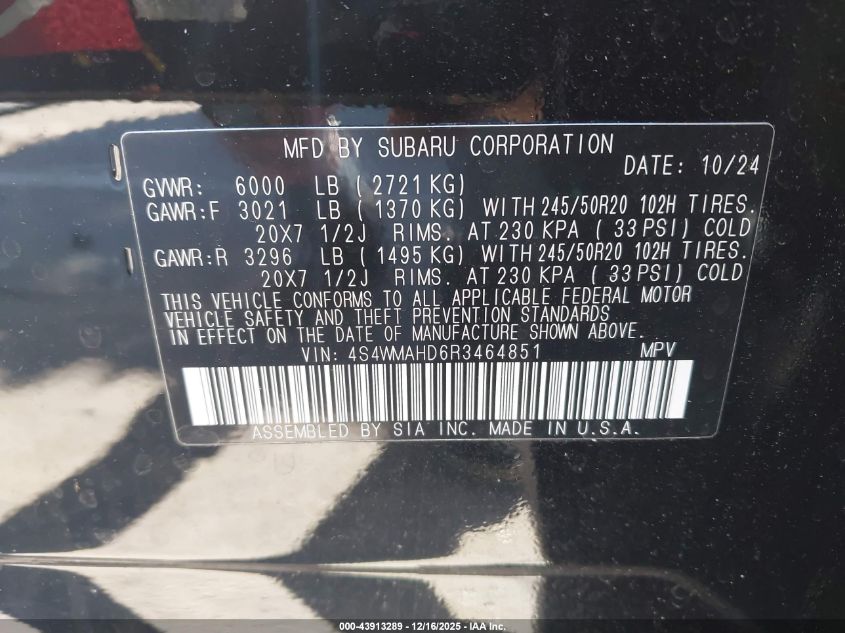 MFD BY SUBARU CORPORATION
DATE: 10/24
GVWR: 6000 LB ( 2721 KG)
GAWR:F 3021 LB ( 1370 KG) WITH 245/50R20 102H TIRES.
20X7 1/2J RIMS. AT 230 KPA ( 33 PSI) COLD
GAWR:R 3296 LB ( 1495 KG) WITH 245/50R20 102H TIRES.
20X7 1/2J RIMS. AT 230 KPA ( 33 PSI) COLD
THIS VEHICLE CONFORMS TO ALL APPLICABLE FEDERAL MOTOR
VEHICLE SAFETY AND THEFT PREVENTION STANDARDS
IN EFFECT ON THE DATE OF MANUFACTURE SHOWN ABOVE.
VIN: 4S4WMAHD6R3464851 MPV
ASSEMBLED BY SIA INC. MADE IN U.S.A.
000-43913289 - 12/16/2025 - IAA Inc.